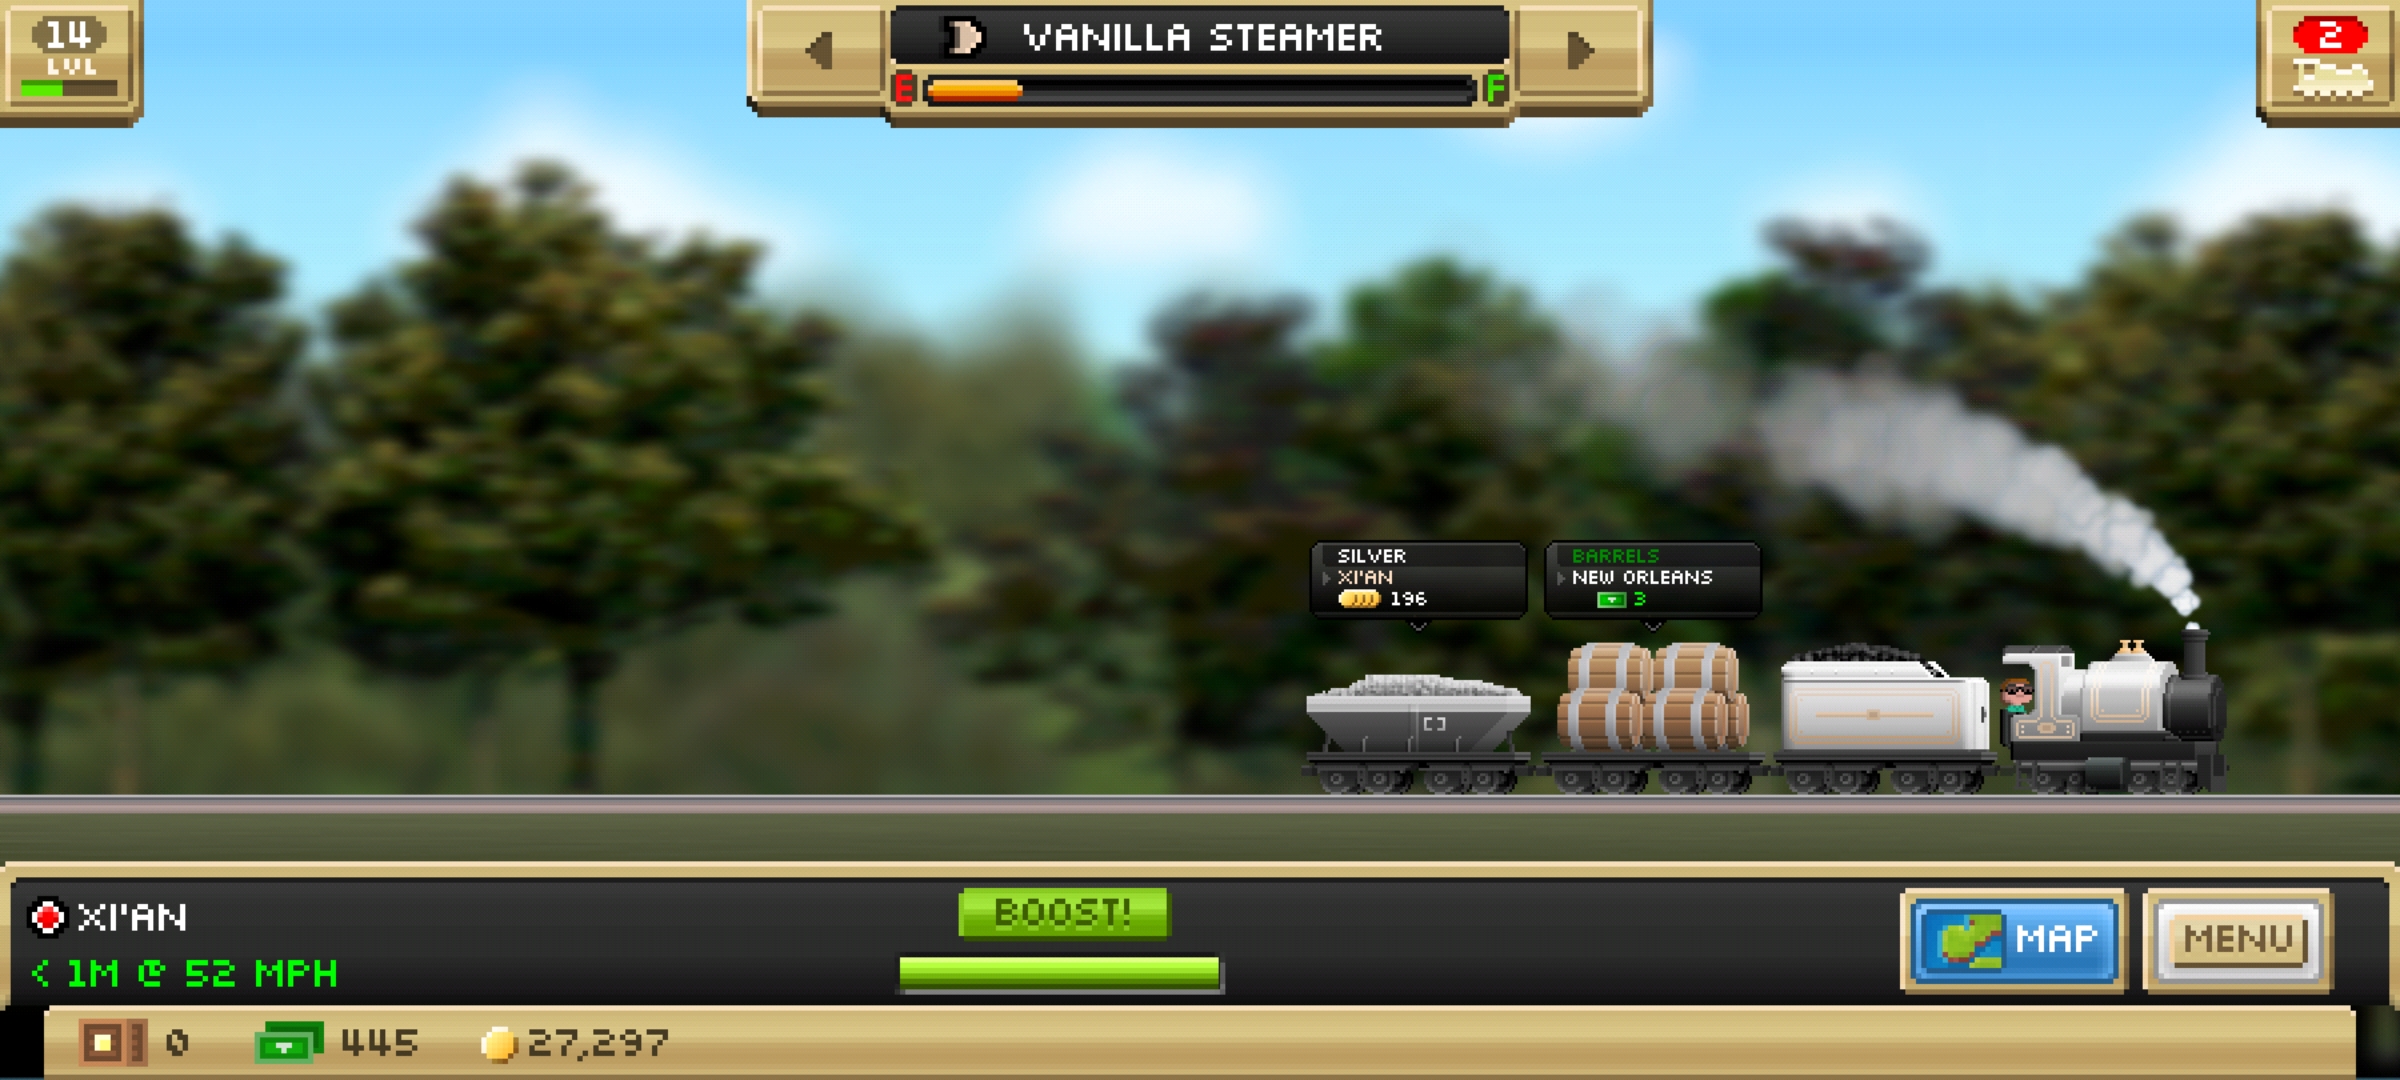 14
LVL
VANILLA STEAMER
E F
2
SILVER
XI'AN
196
BARRELS
NEW ORLEANS
3
XI'AN
< 1M @ 52 MPH
BOOST!
MAP
MENU
0
445
27,297